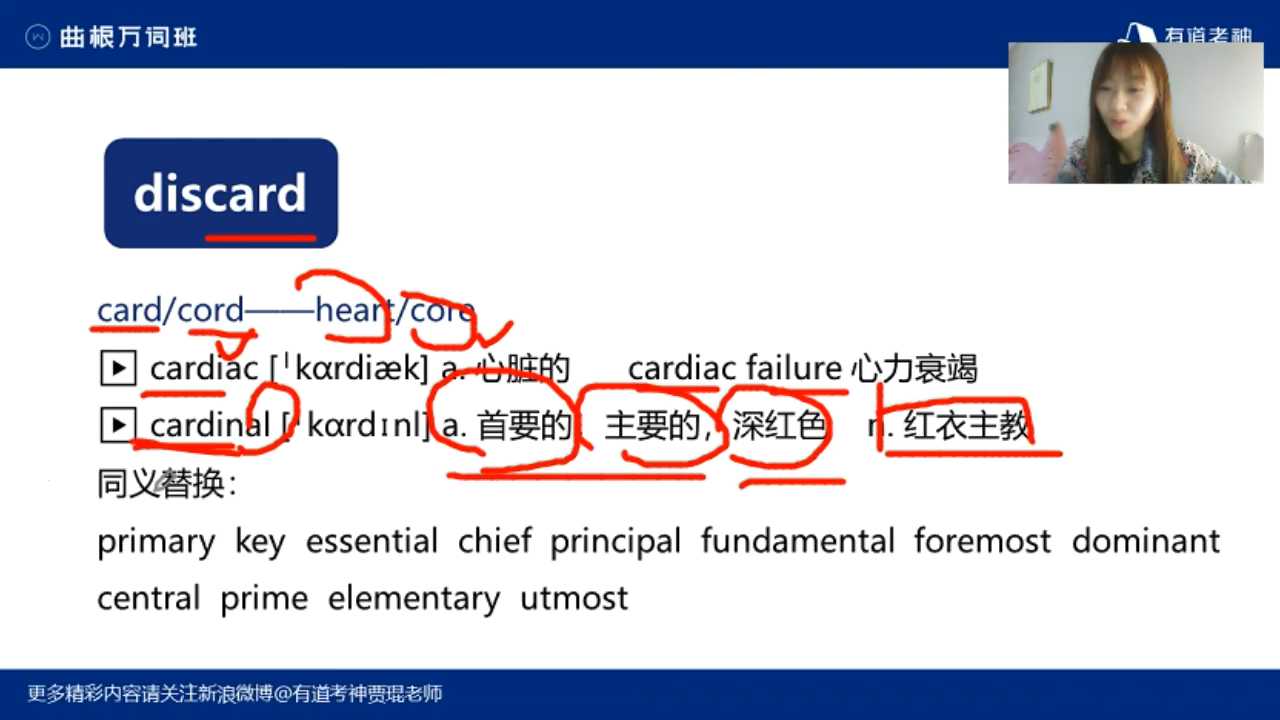 曲根万词班
有道考神
discard
card/cord——heart/core
cardiac [ˈkɑrdiæk] a. 心脏的 cardiac failure 心力衰竭
cardinal [ˈkɑrdɪnl] a. 首要的, 主要的, 深红色 n. 红衣主教
同义替换：
primary key essential chief principal fundamental foremost dominant
central prime elementary utmost
更多精彩内容请关注新浪微博@有道考神贾琨老师